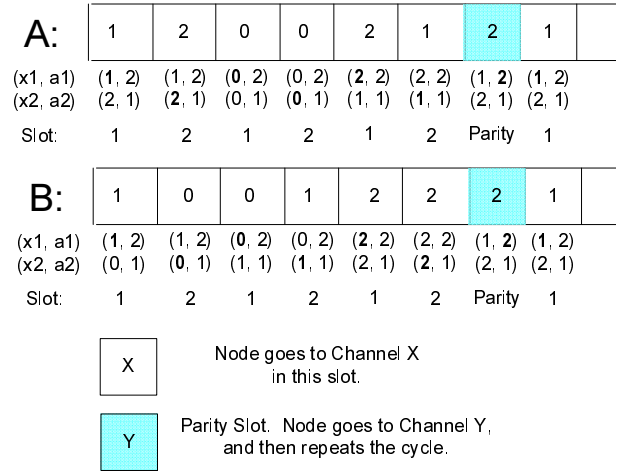 A: 1 2 0 0 2 1 2 1
(x1, a1) (1, 2) (1, 2) (0, 2) (0, 2) (2, 2) (2, 2) (1, 2) (1, 2)
(x2, a2) (2, 1) (2, 1) (0, 1) (0, 1) (1, 1) (1, 1) (2, 1) (2, 1)
Slot: 1 2 1 2 1 2 Parity 1
B: 1 0 0 1 2 2 2 1
(x1, a1) (1, 2) (1, 2) (0, 2) (0, 2) (2, 2) (2, 2) (1, 2) (1, 2)
(x2, a2) (0, 1) (0, 1) (1, 1) (1, 1) (2, 1) (2, 1) (2, 1) (2, 1)
Slot: 1 2 1 2 1 2 Parity 1
X
Node goes to Channel X
in this slot.
Y
Parity Slot. Node goes to Channel Y,
and then repeats the cycle.